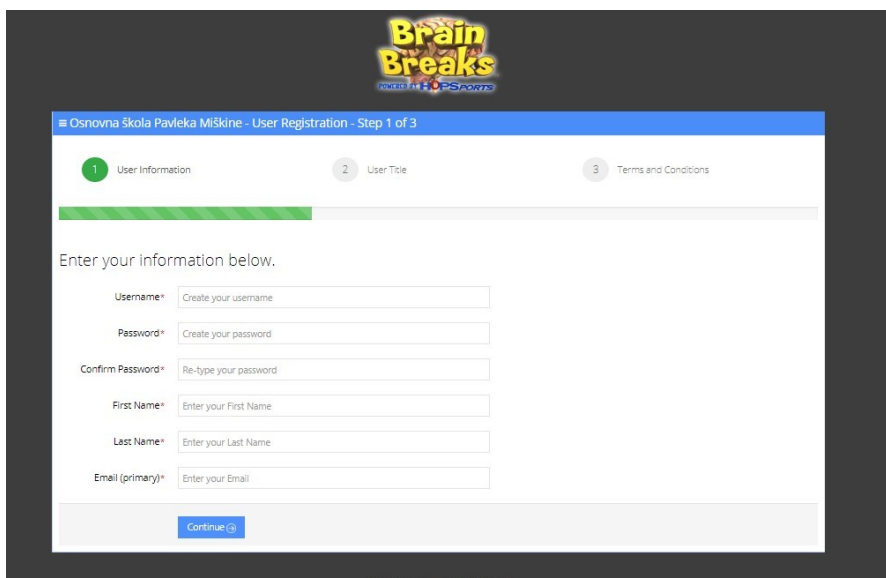 Brain
Breaks
POWERED BY HOPSPORTS
Osnovna škola Pavleka Miškine - User Registration - Step 1 of 3
1 User Information 2 User Title 3 Terms and Conditions
Enter your information below.
Username* Create your username
Password* Create your password
Confirm Password* Re-type your password
First Name* Enter your First Name
Last Name* Enter your Last Name
Email (primary)* Enter your Email
Continue